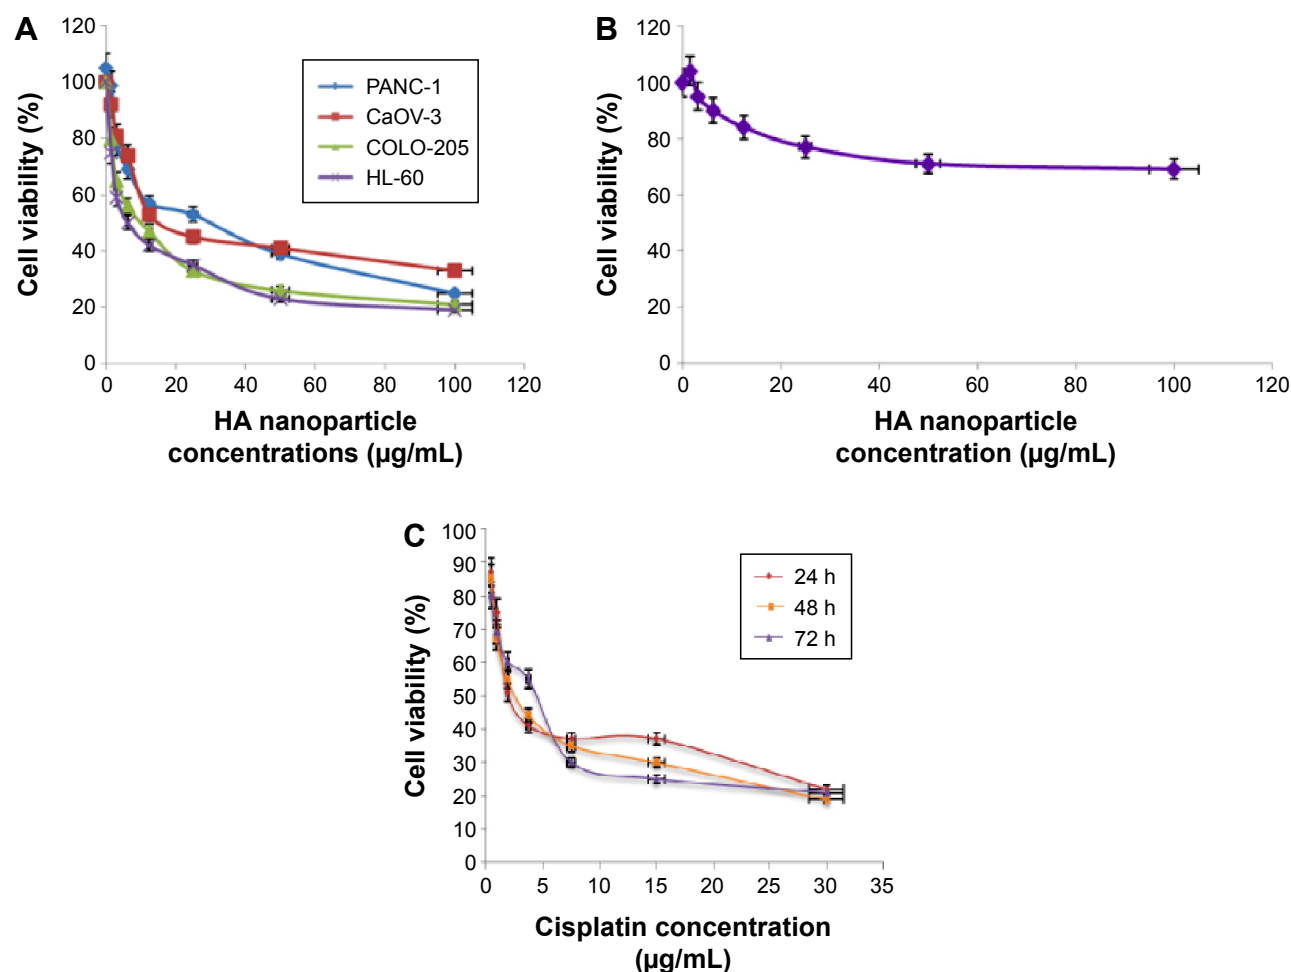 A
120
100
80
60
40
20
0
Cell viability (%)
PANC-1
CaOV-3
COLO-205
HL-60
0 20 40 60 80 100 120
HA nanoparticle
concentrations (µg/mL)
B
120
100
80
60
40
20
0
Cell viability (%)
0 20 40 60 80 100 120
HA nanoparticle
concentration (µg/mL)
C
100
90
80
70
60
50
40
30
20
10
0
Cell viability (%)
24 h
48 h
72 h
0 5 10 15 20 25 30 35
Cisplatin concentration
(µg/mL)